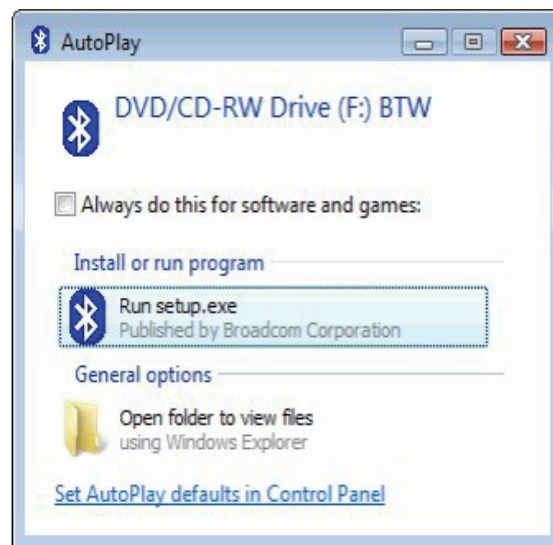 AutoPlay
DVD/CD-RW Drive (F:) BTW
Always do this for software and games:
Install or run program
Run setup.exe
Published by Broadcom Corporation
General options
Open folder to view files
using Windows Explorer
Set AutoPlay defaults in Control Panel